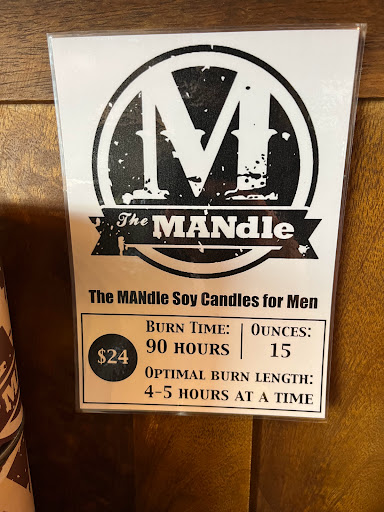 M
The MANdle
The MANdle Soy Candles for Men
$24
BURN TIME:
90 HOURS
OUNCES:
15
OPTIMAL BURN LENGTH:
4-5 HOURS AT A TIME